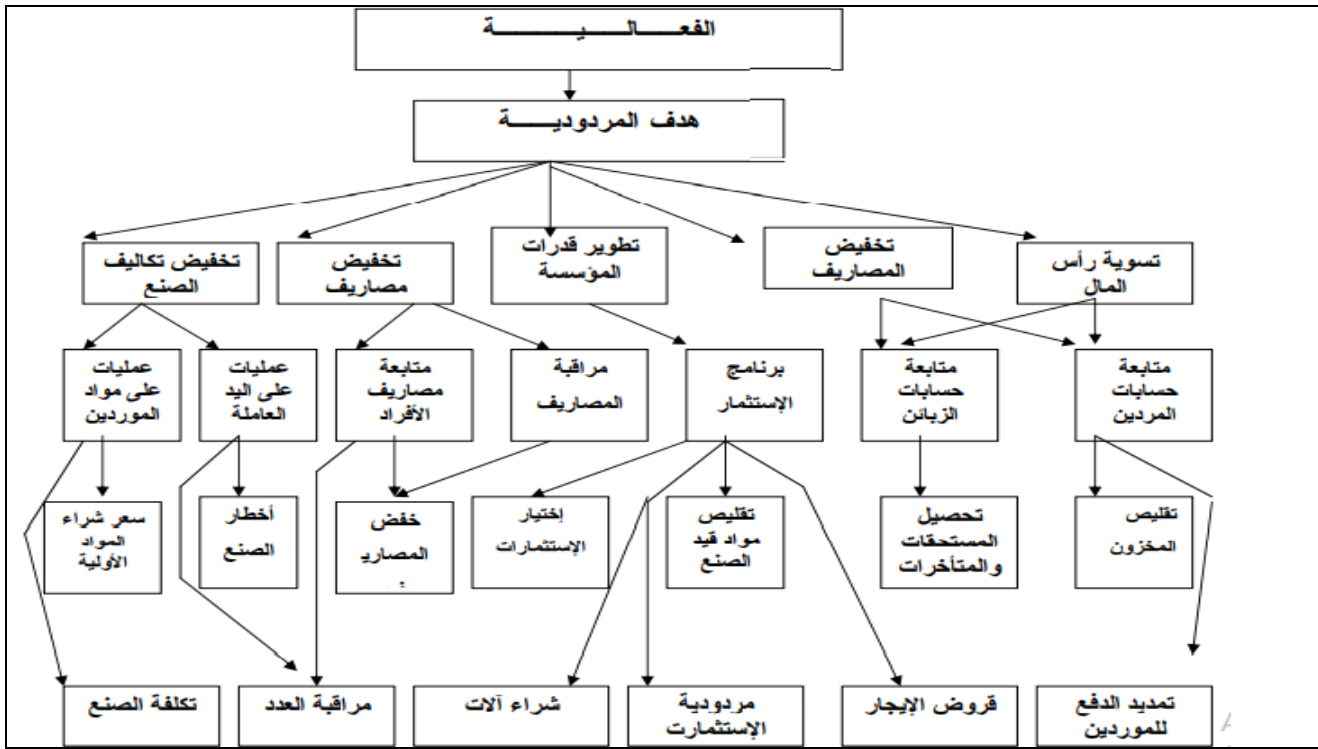 الفعـــــالـــــيـــــــــة
هدف المردوديـــــة
تسوية رأس
المال
تخفيض
المصاريف
تطوير قدرات
المؤسسة
تخفيض
مصاريف
تخفيض تكاليف
الصنع
متابعة
حسابات
المردين
متابعة
حسابات
الزبائن
برنامج
الإستثمار
مراقبة
المصاريف
متابعة
مصاريف
الأفراد
عمليات
على اليد
العاملة
عمليات
على مواد
الموردين
تقليص
المخزون
تحصيل
المستحقات
والمتأخرات
تقليص
مواد قيد
الصنع
إختيار
الإستثمارات
خفض
المصاري
أخطار
الصنع
سعر شراء
المواد
الأولية
تمديد الدفع
للموردين
قروض الإيجار
مردودية
الإستثمارت
شراء آلات
مراقبة العدد
تكلفة الصنع